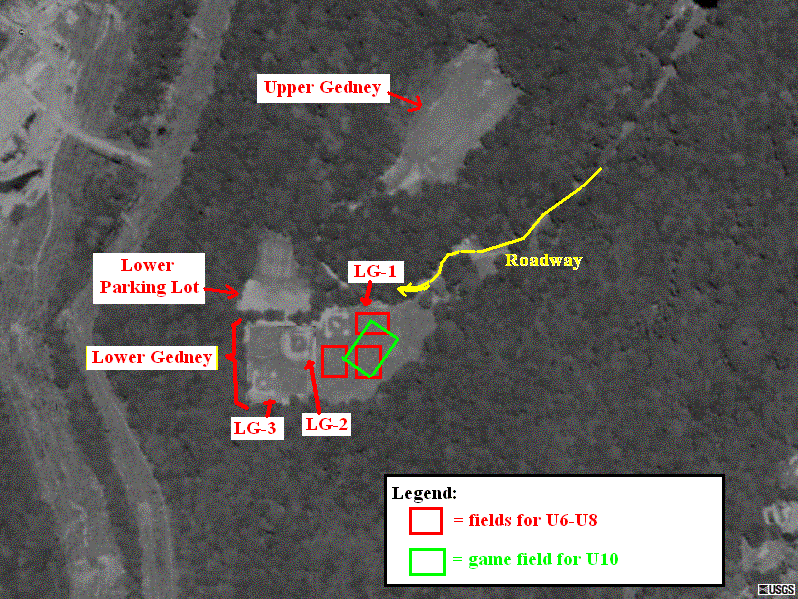 Upper Gedney
Roadway
Lower
Parking Lot
LG-1
Lower Gedney
LG-3
LG-2
Legend:
= fields for U6-U8
= game field for U10
USGS